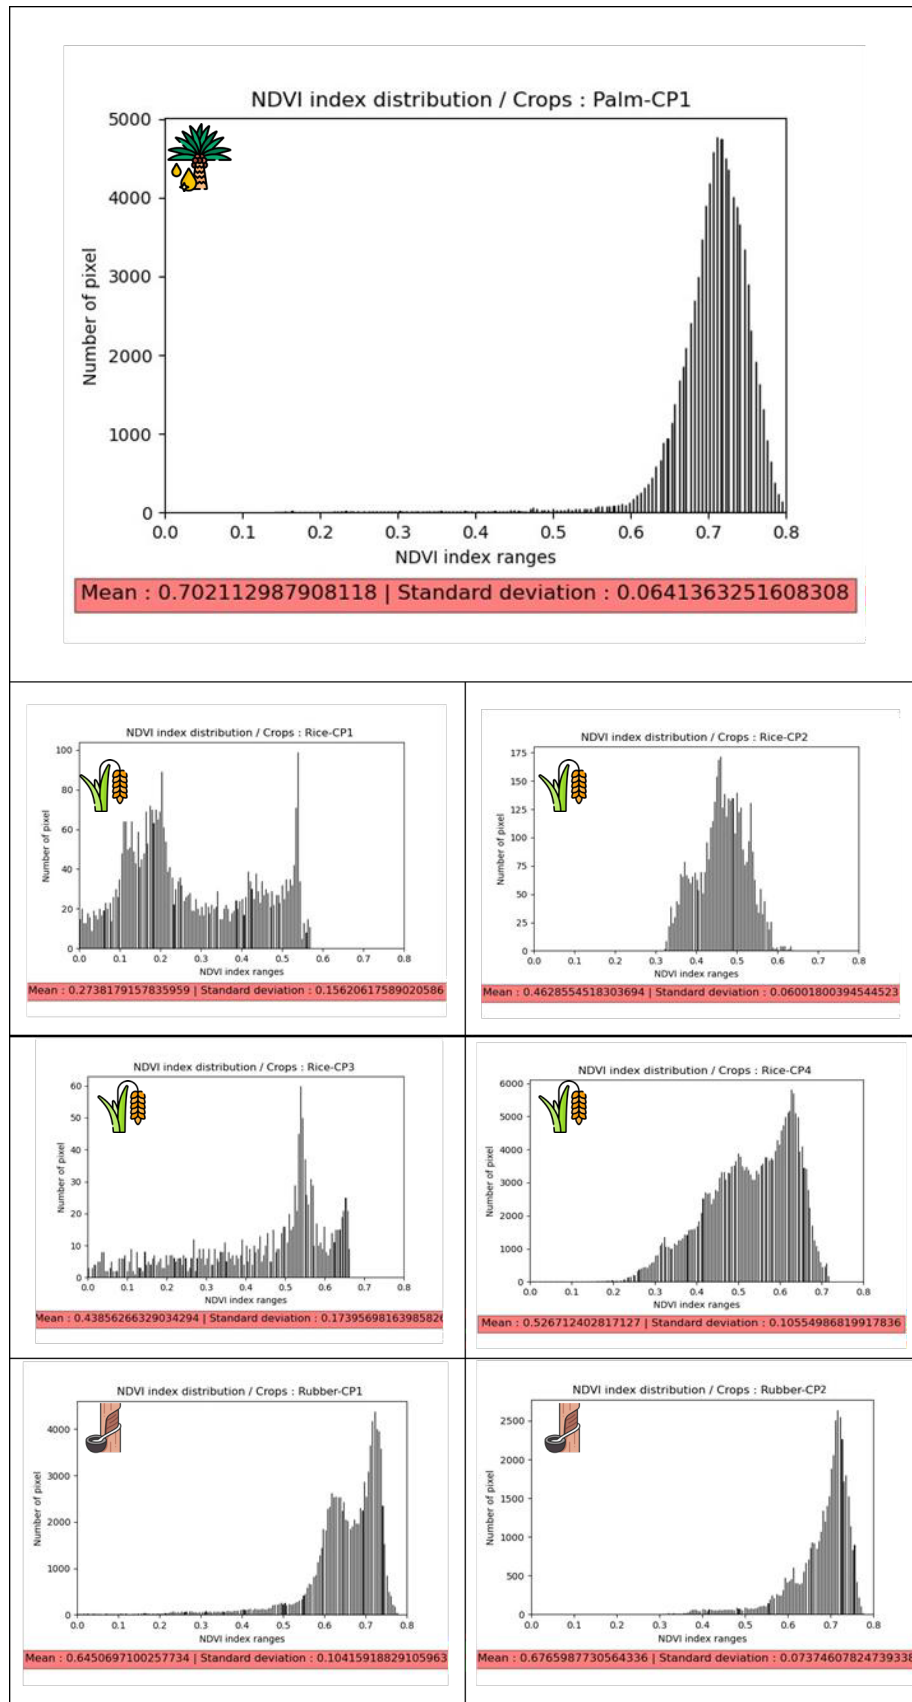 NDVI index distribution / Crops : Palm-CP1
5000
4000
3000
2000
1000
0
Number of pixel
0.0 0.1 0.2 0.3 0.4 0.5 0.6 0.7 0.8
NDVI index ranges
Mean : 0.702112987908118 | Standard deviation : 0.0641363251608308
NDVI index distribution / Crops : Rice-CP1
100
80
60
40
20
0
Number of pixel
0.0 0.1 0.2 0.3 0.4 0.5 0.6 0.7 0.8
NDVI index ranges
Mean : 0.2738179157835959 | Standard deviation : 0.15620617589020586
NDVI index distribution / Crops : Rice-CP2
175
150
125
100
75
50
25
0
Number of pixel
0.0 0.1 0.2 0.3 0.4 0.5 0.6 0.7 0.8
NDVI index ranges
Mean : 0.4628554518303694 | Standard deviation : 0.06001800394544523
NDVI index distribution / Crops : Rice-CP3
60
50
40
30
20
10
0
Number of pixel
0.0 0.1 0.2 0.3 0.4 0.5 0.6 0.7 0.8
NDVI index ranges
Mean : 0.43856266329034294 | Standard deviation : 0.17395698163985826
NDVI index distribution / Crops : Rice-CP4
6000
5000
4000
3000
2000
1000
0
Number of pixel
0.0 0.1 0.2 0.3 0.4 0.5 0.6 0.7 0.8
NDVI index ranges
Mean : 0.526712402817127 | Standard deviation : 0.10554986819917836
NDVI index distribution / Crops : Rubber-CP1
4000
3000
2000
1000
0
Number of pixel
0.0 0.1 0.2 0.3 0.4 0.5 0.6 0.7 0.8
NDVI index ranges
Mean : 0.6450697100257734 | Standard deviation : 0.10415918829105963
NDVI index distribution / Crops : Rubber-CP2
2500
2000
1500
1000
500
0
Number of pixel
0.0 0.1 0.2 0.3 0.4 0.5 0.6 0.7 0.8
NDVI index ranges
Mean : 0.6765987730564336 | Standard deviation : 0.073746078247393​38